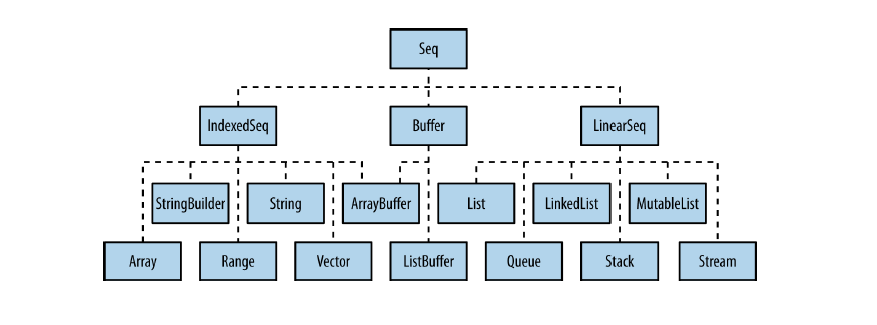 Seq
IndexedSeq
Buffer
LinearSeq
StringBuilder
String
ArrayBuffer
List
LinkedList
MutableList
Array
Range
Vector
ListBuffer
Queue
Stack
Stream